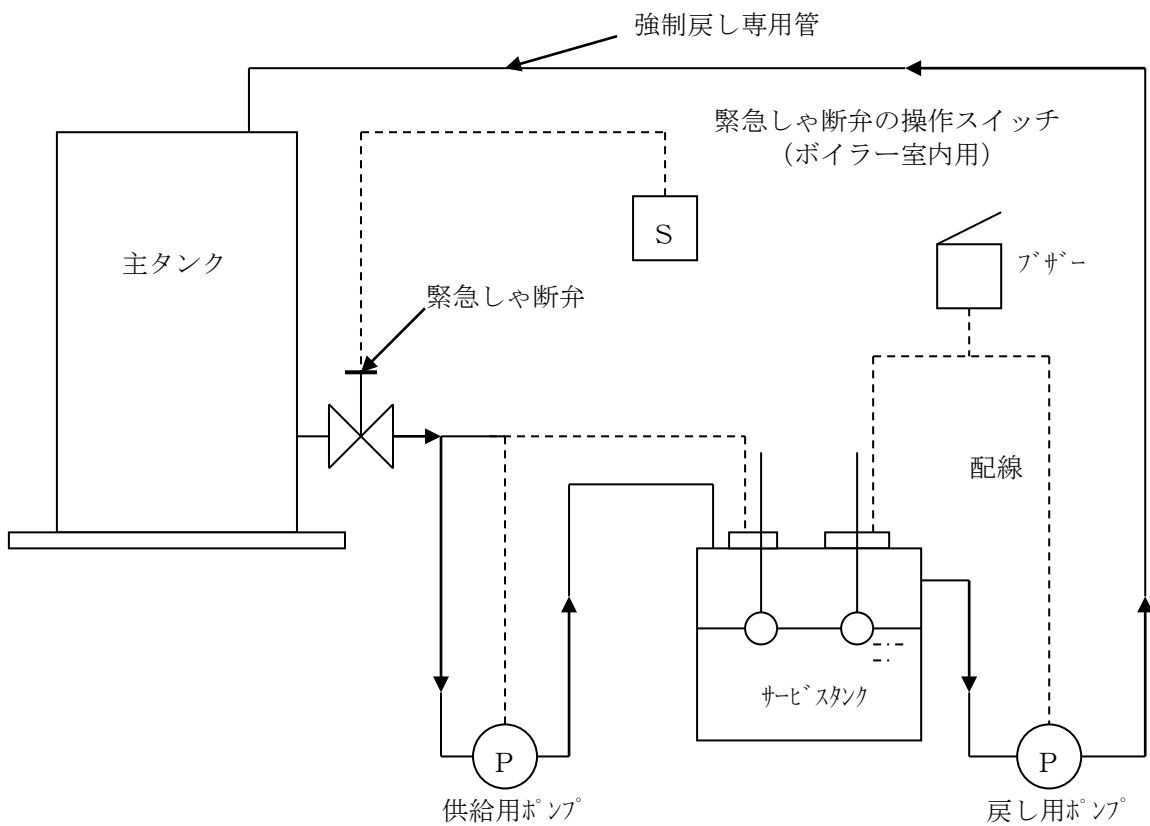 強制戻し専用管
緊急しゃ断弁の操作スイッチ
（ボイラー室内用）
S
主タンク
ﾌﾞｻﾞｰ
緊急しゃ断弁
配線
ｻｰﾋﾞｽﾀﾝｸ
P
P
供給用ﾎﾟﾝﾌﾟ
戻し用ﾎﾟﾝﾌﾟ